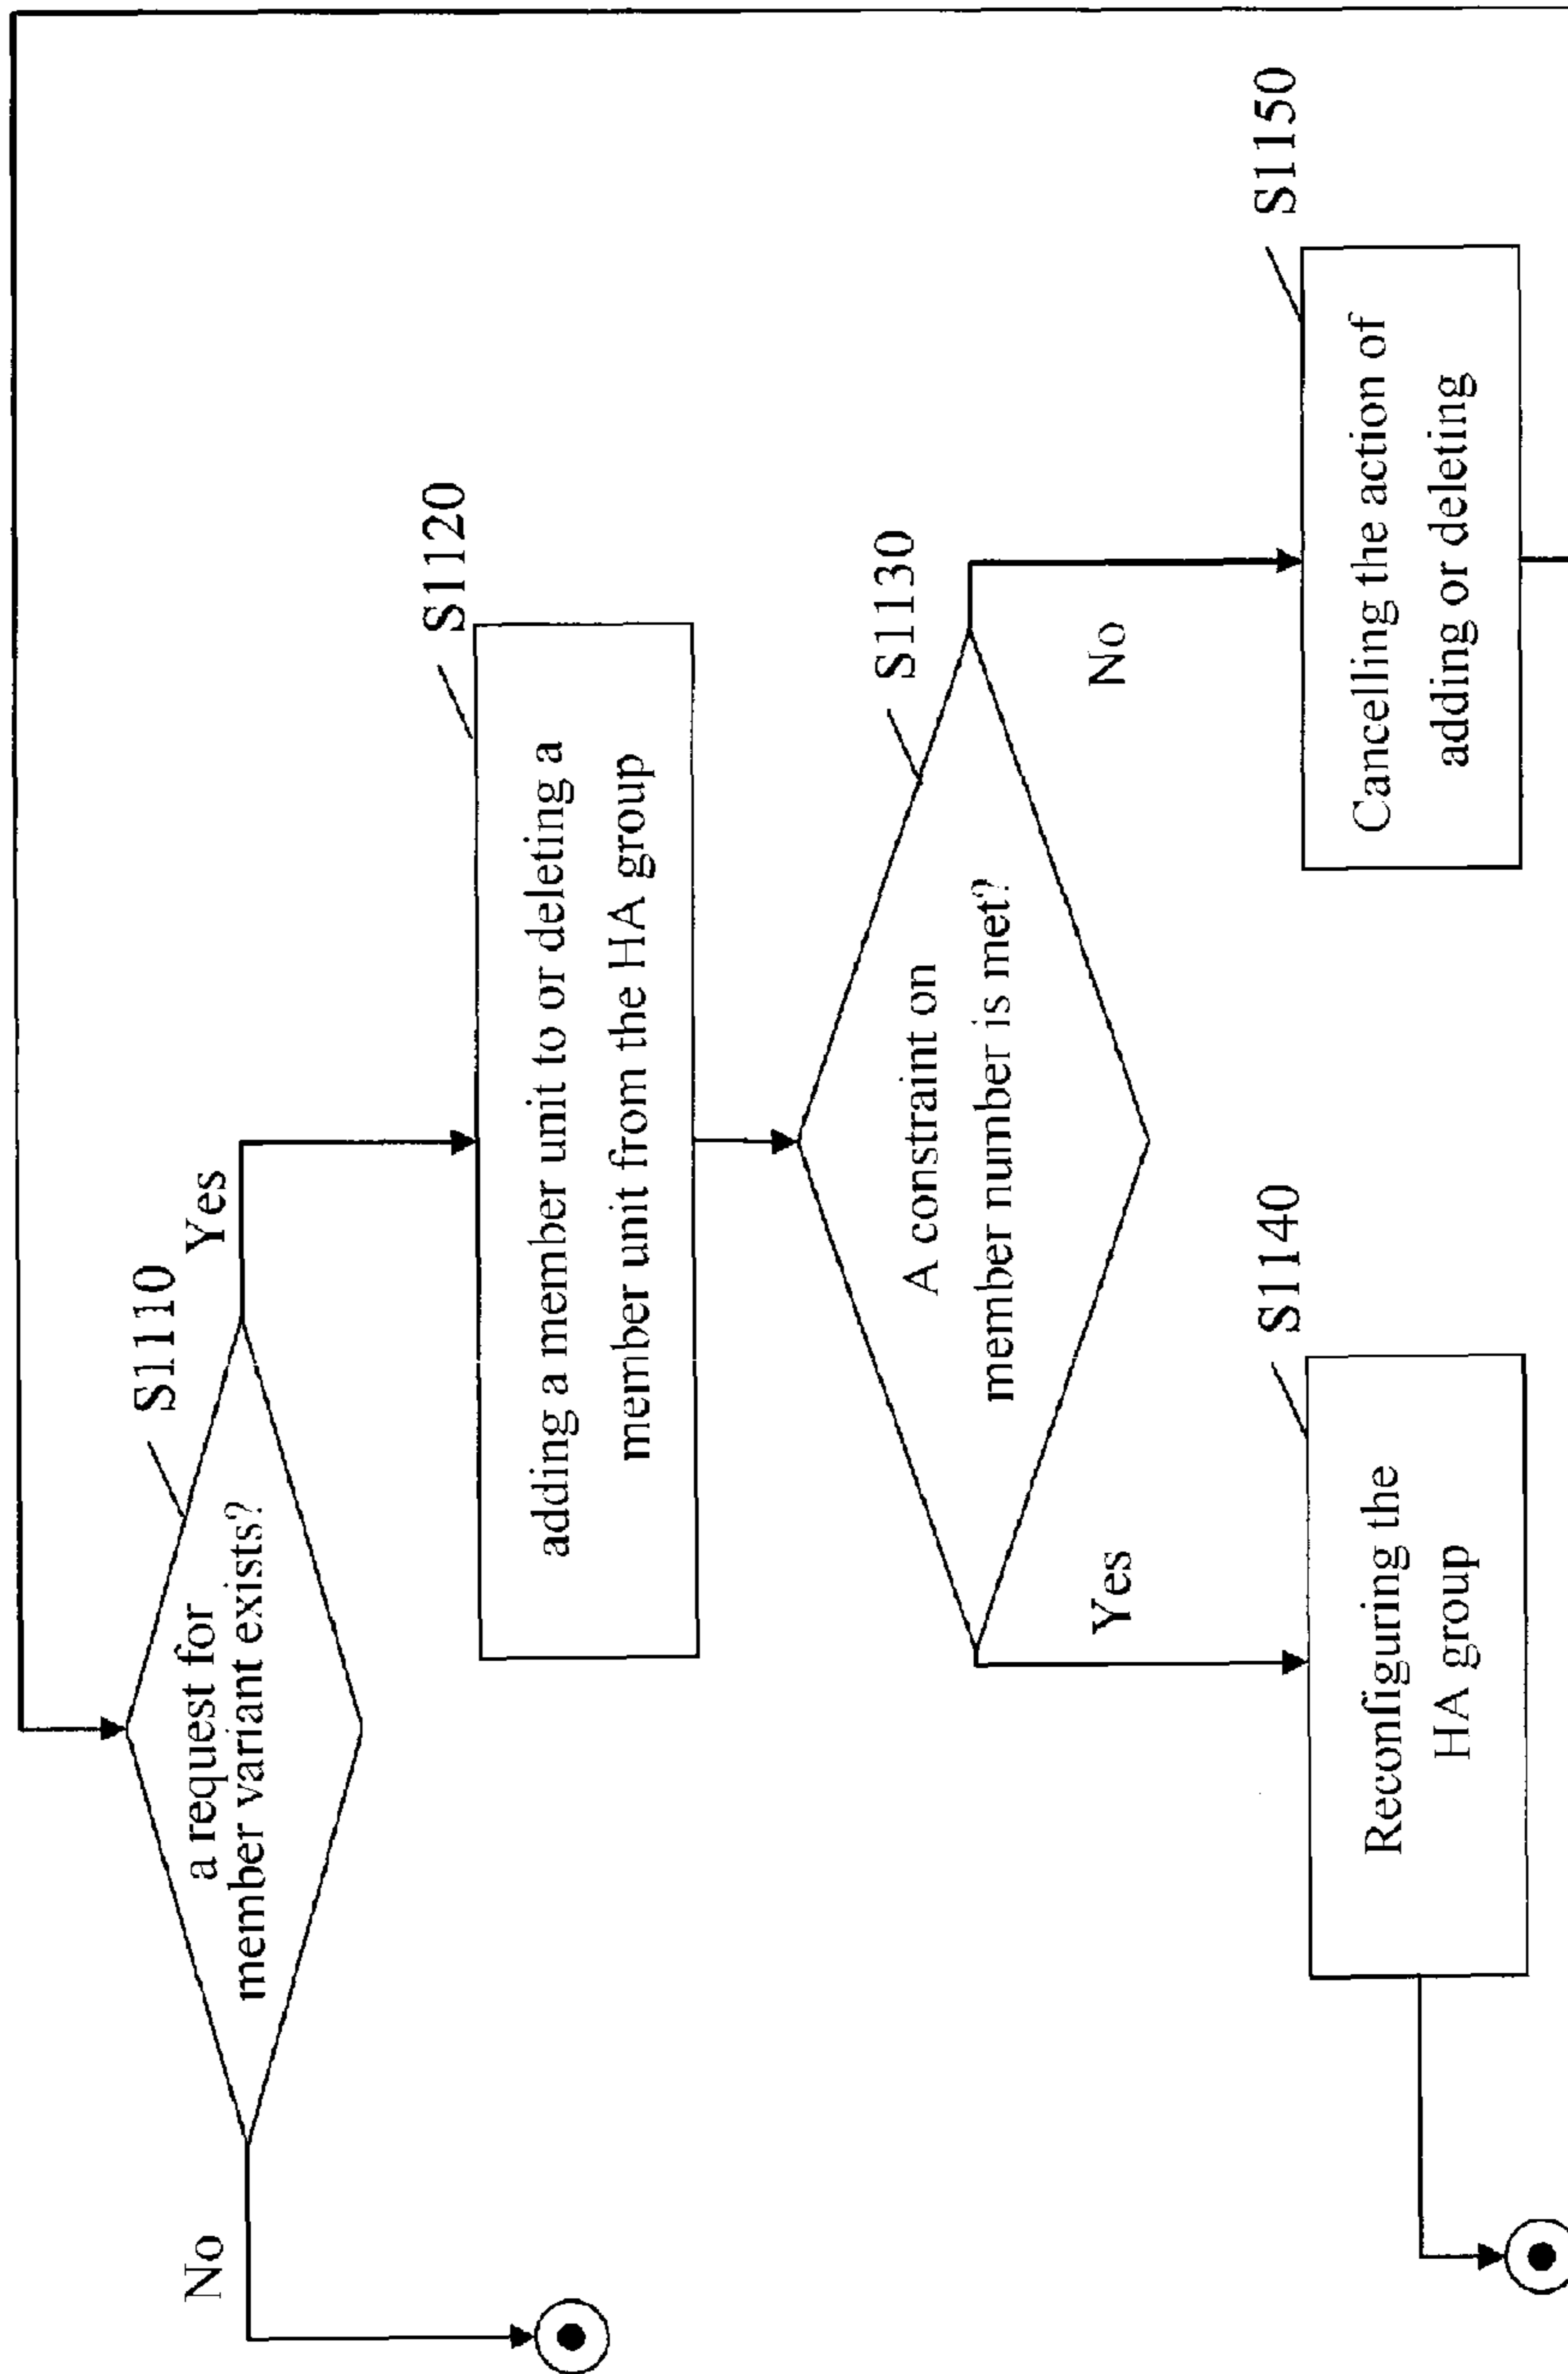 S1110
a request for
member variant exists?
No
Yes
S1120
adding a member unit to or deleting a
member unit from the HA group
S1130
A constraint on
member number is met?
Yes
No
S1140
Reconfiguring the
HA group
S1150
Cancelling the action of
adding or deleting